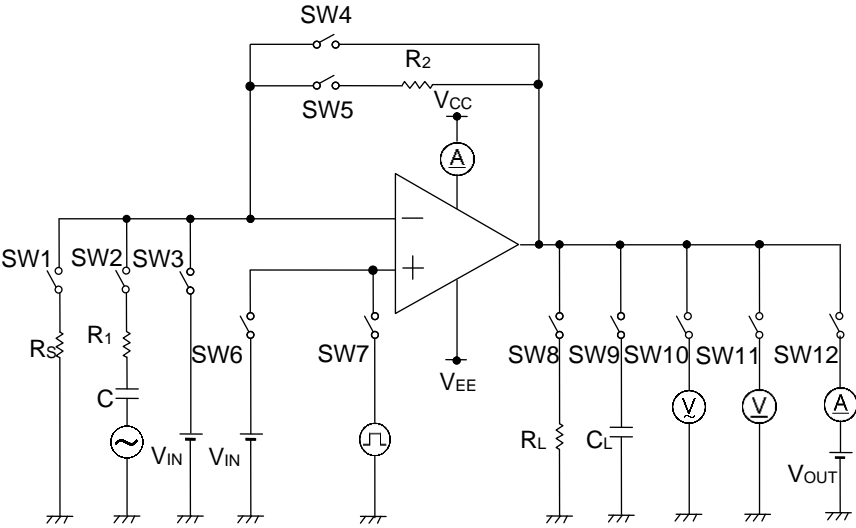 SW4
R2
SW5
VCC
A
SW1 SW2 SW3
SW6 SW7 SW8 SW9 SW10 SW11 SW12
RS R1
VEE
C
V V A
VIN VIN RL CL VOUT